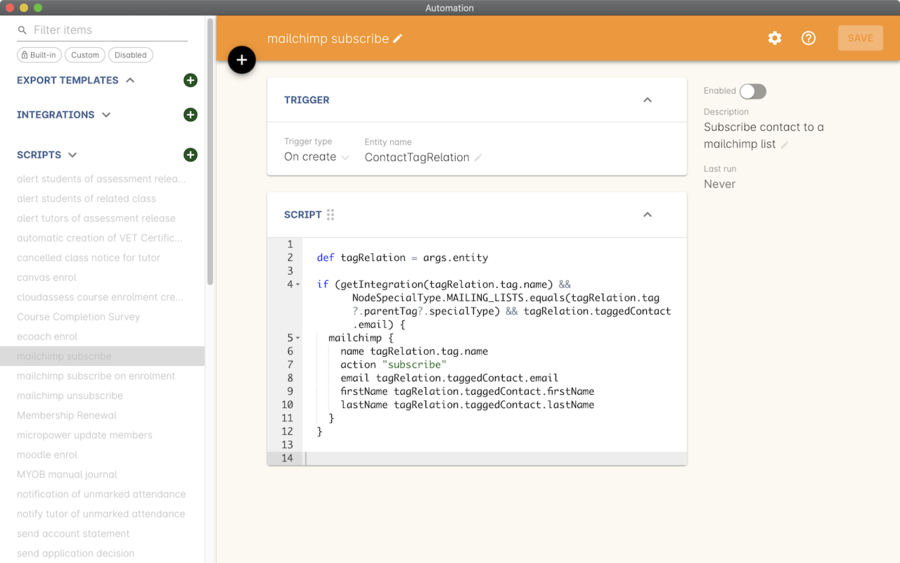 Automation
Filter items
Built-in Custom Disabled
EXPORT TEMPLATES
INTEGRATIONS
SCRIPTS
alert students of assessment relea...
alert students of related class
alert tutors of assessment release
automatic creation of VET Certific...
cancelled class notice for tutor
canvas enrol
cloudassess course enrolment cre...
Course Completion Survey
ecoach enrol
mailchimp subscribe
mailchimp subscribe on enrolment
mailchimp unsubscribe
Membership Renewal
micropower update members
moodle enrol
MYOB manual journal
notification of unmarked attendance
notify tutor of unmarked attendance
send account statement
send application decision
mailchimp subscribe
SAVE
TRIGGER
Trigger type Entity name
On create ContactTagRelation
SCRIPT
1
2 def tagRelation = args.entity
3
4 if (getIntegration(tagRelation.tag.name) &&
NodeSpecialType.MAILING_LISTS.equals(tagRelation.tag
?.parentTag?.specialType) && tagRelation.taggedContact
.email) {
5 mailchimp {
6 name tagRelation.tag.name
7 action "subscribe"
8 email tagRelation.taggedContact.email
9 firstName tagRelation.taggedContact.firstName
10 lastName tagRelation.taggedContact.lastName
11 }
12 }
13
14
Enabled
Description
Subscribe contact to a
mailchimp list
Last run
Never